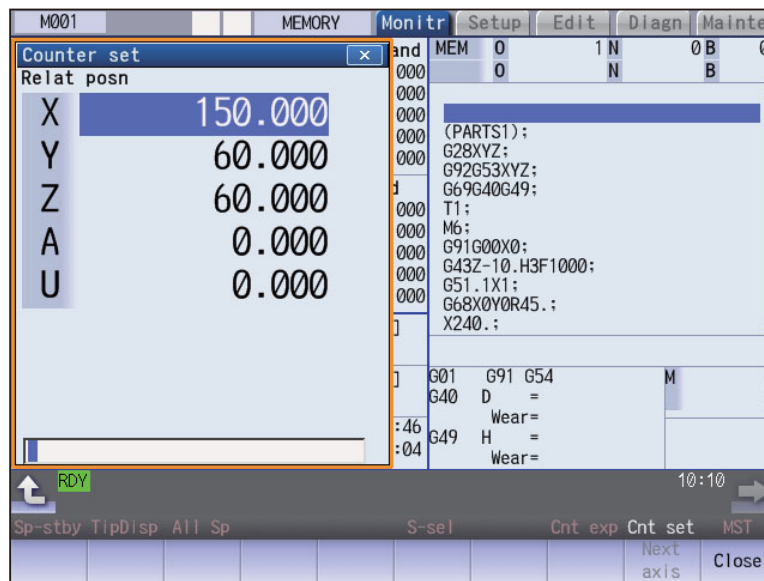 M001 MEMORY Monitr Setup Edit Diagn Mainte
Counter set
Relat posn
X 150.000
Y 60.000
Z 60.000
A 0.000
U 0.000
and
000
000
000
000
000
d
000
000
000
000
000
]
]
:46
:04
MEM O 1 N 0 B
O N B
(PARTS1);
G28XYZ;
G92G53XYZ;
G69G40G49;
T1;
M6;
G91G00X0;
G43Z-10.H3F1000;
G51.1X1;
G68X0Y0R45.;
X240.;
G01 G91 G54 M
G40 D =
Wear=
G49 H =
Wear=
RDY 10:10
Sp-stby TipDisp All Sp S-sel Cnt exp Cnt set MST
Next axis Close